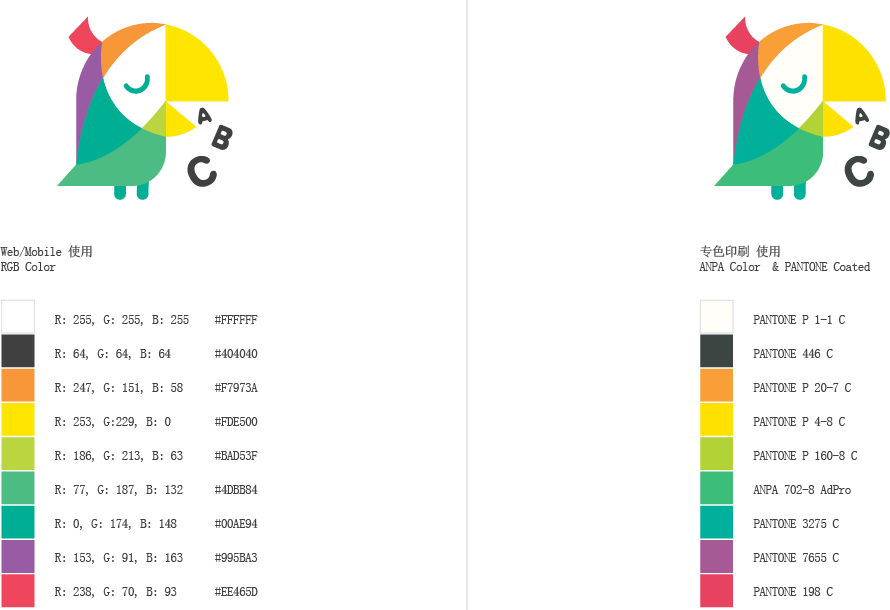 A
B
C
Web/Mobile 使用
RGB Color
R: 255, G: 255, B: 255 #FFFFFF
R: 64, G: 64, B: 64 #404040
R: 247, G: 151, B: 58 #F7973A
R: 253, G:229, B: 0 #FDE500
R: 186, G: 213, B: 63 #BAD53F
R: 77, G: 187, B: 132 #4DBB84
R: 0, G: 174, B: 148 #00AE94
R: 153, G: 91, B: 163 #995BA3
R: 238, G: 70, B: 93 #EE465D
A
B
C
专色印刷 使用
ANPA Color & PANTONE Coated
PANTONE P 1-1 C
PANTONE 446 C
PANTONE P 20-7 C
PANTONE P 4-8 C
PANTONE P 160-8 C
ANPA 702-8 AdPro
PANTONE 3275 C
PANTONE 7655 C
PANTONE 198 C